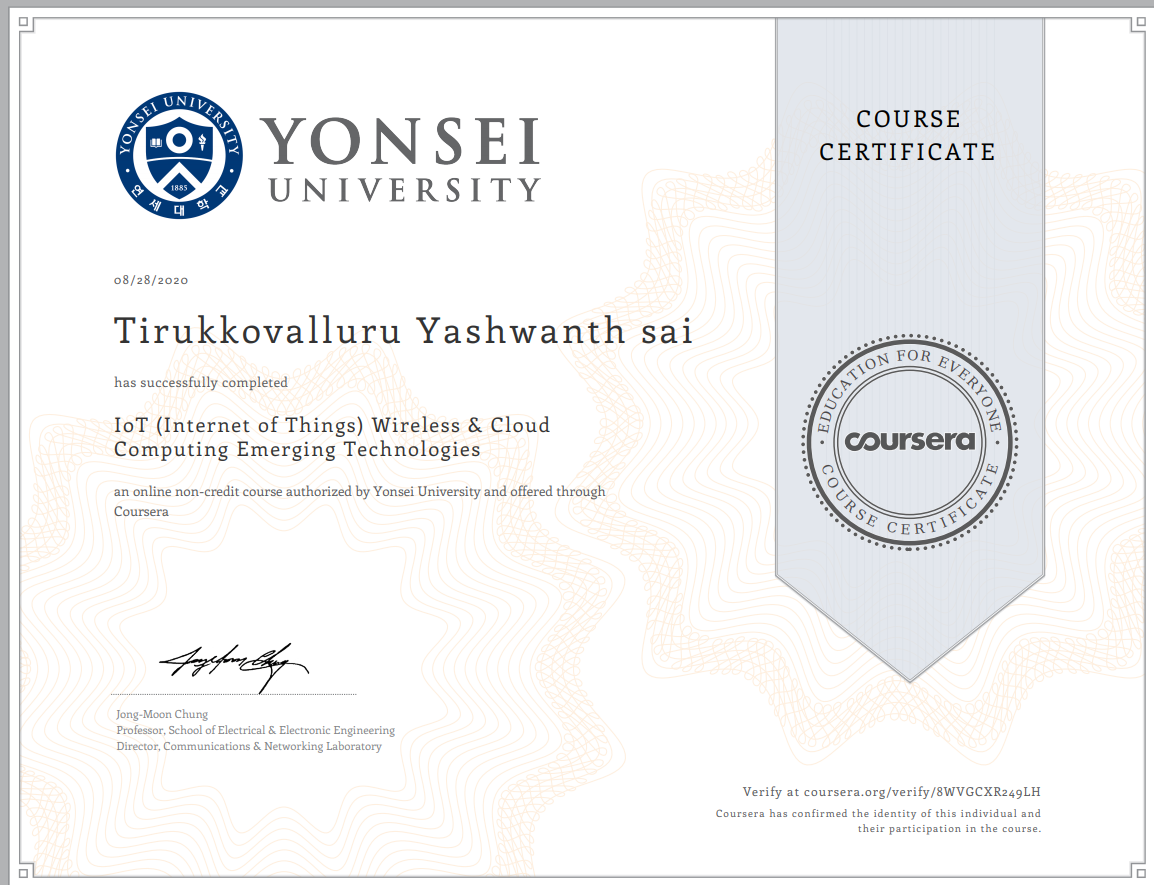 YONSEI UNIVERSITY
1885
연세대학교
YONSEI
UNIVERSITY
COURSE
CERTIFICATE
08/28/2020
Tirukkovalluru Yashwanth sai
has successfully completed
IoT (Internet of Things) Wireless & Cloud
Computing Emerging Technologies
an online non-credit course authorized by Yonsei University and offered through
Coursera
EDUCATION FOR EVERYONE
coursera
COURSE CERTIFICATE
Jong-Moon Chung
Jong-Moon Chung
Professor, School of Electrical & Electronic Engineering
Director, Communications & Networking Laboratory
Verify at coursera.org/verify/8WVGCXR249LH
Coursera has confirmed the identity of this individual and
their participation in the course.